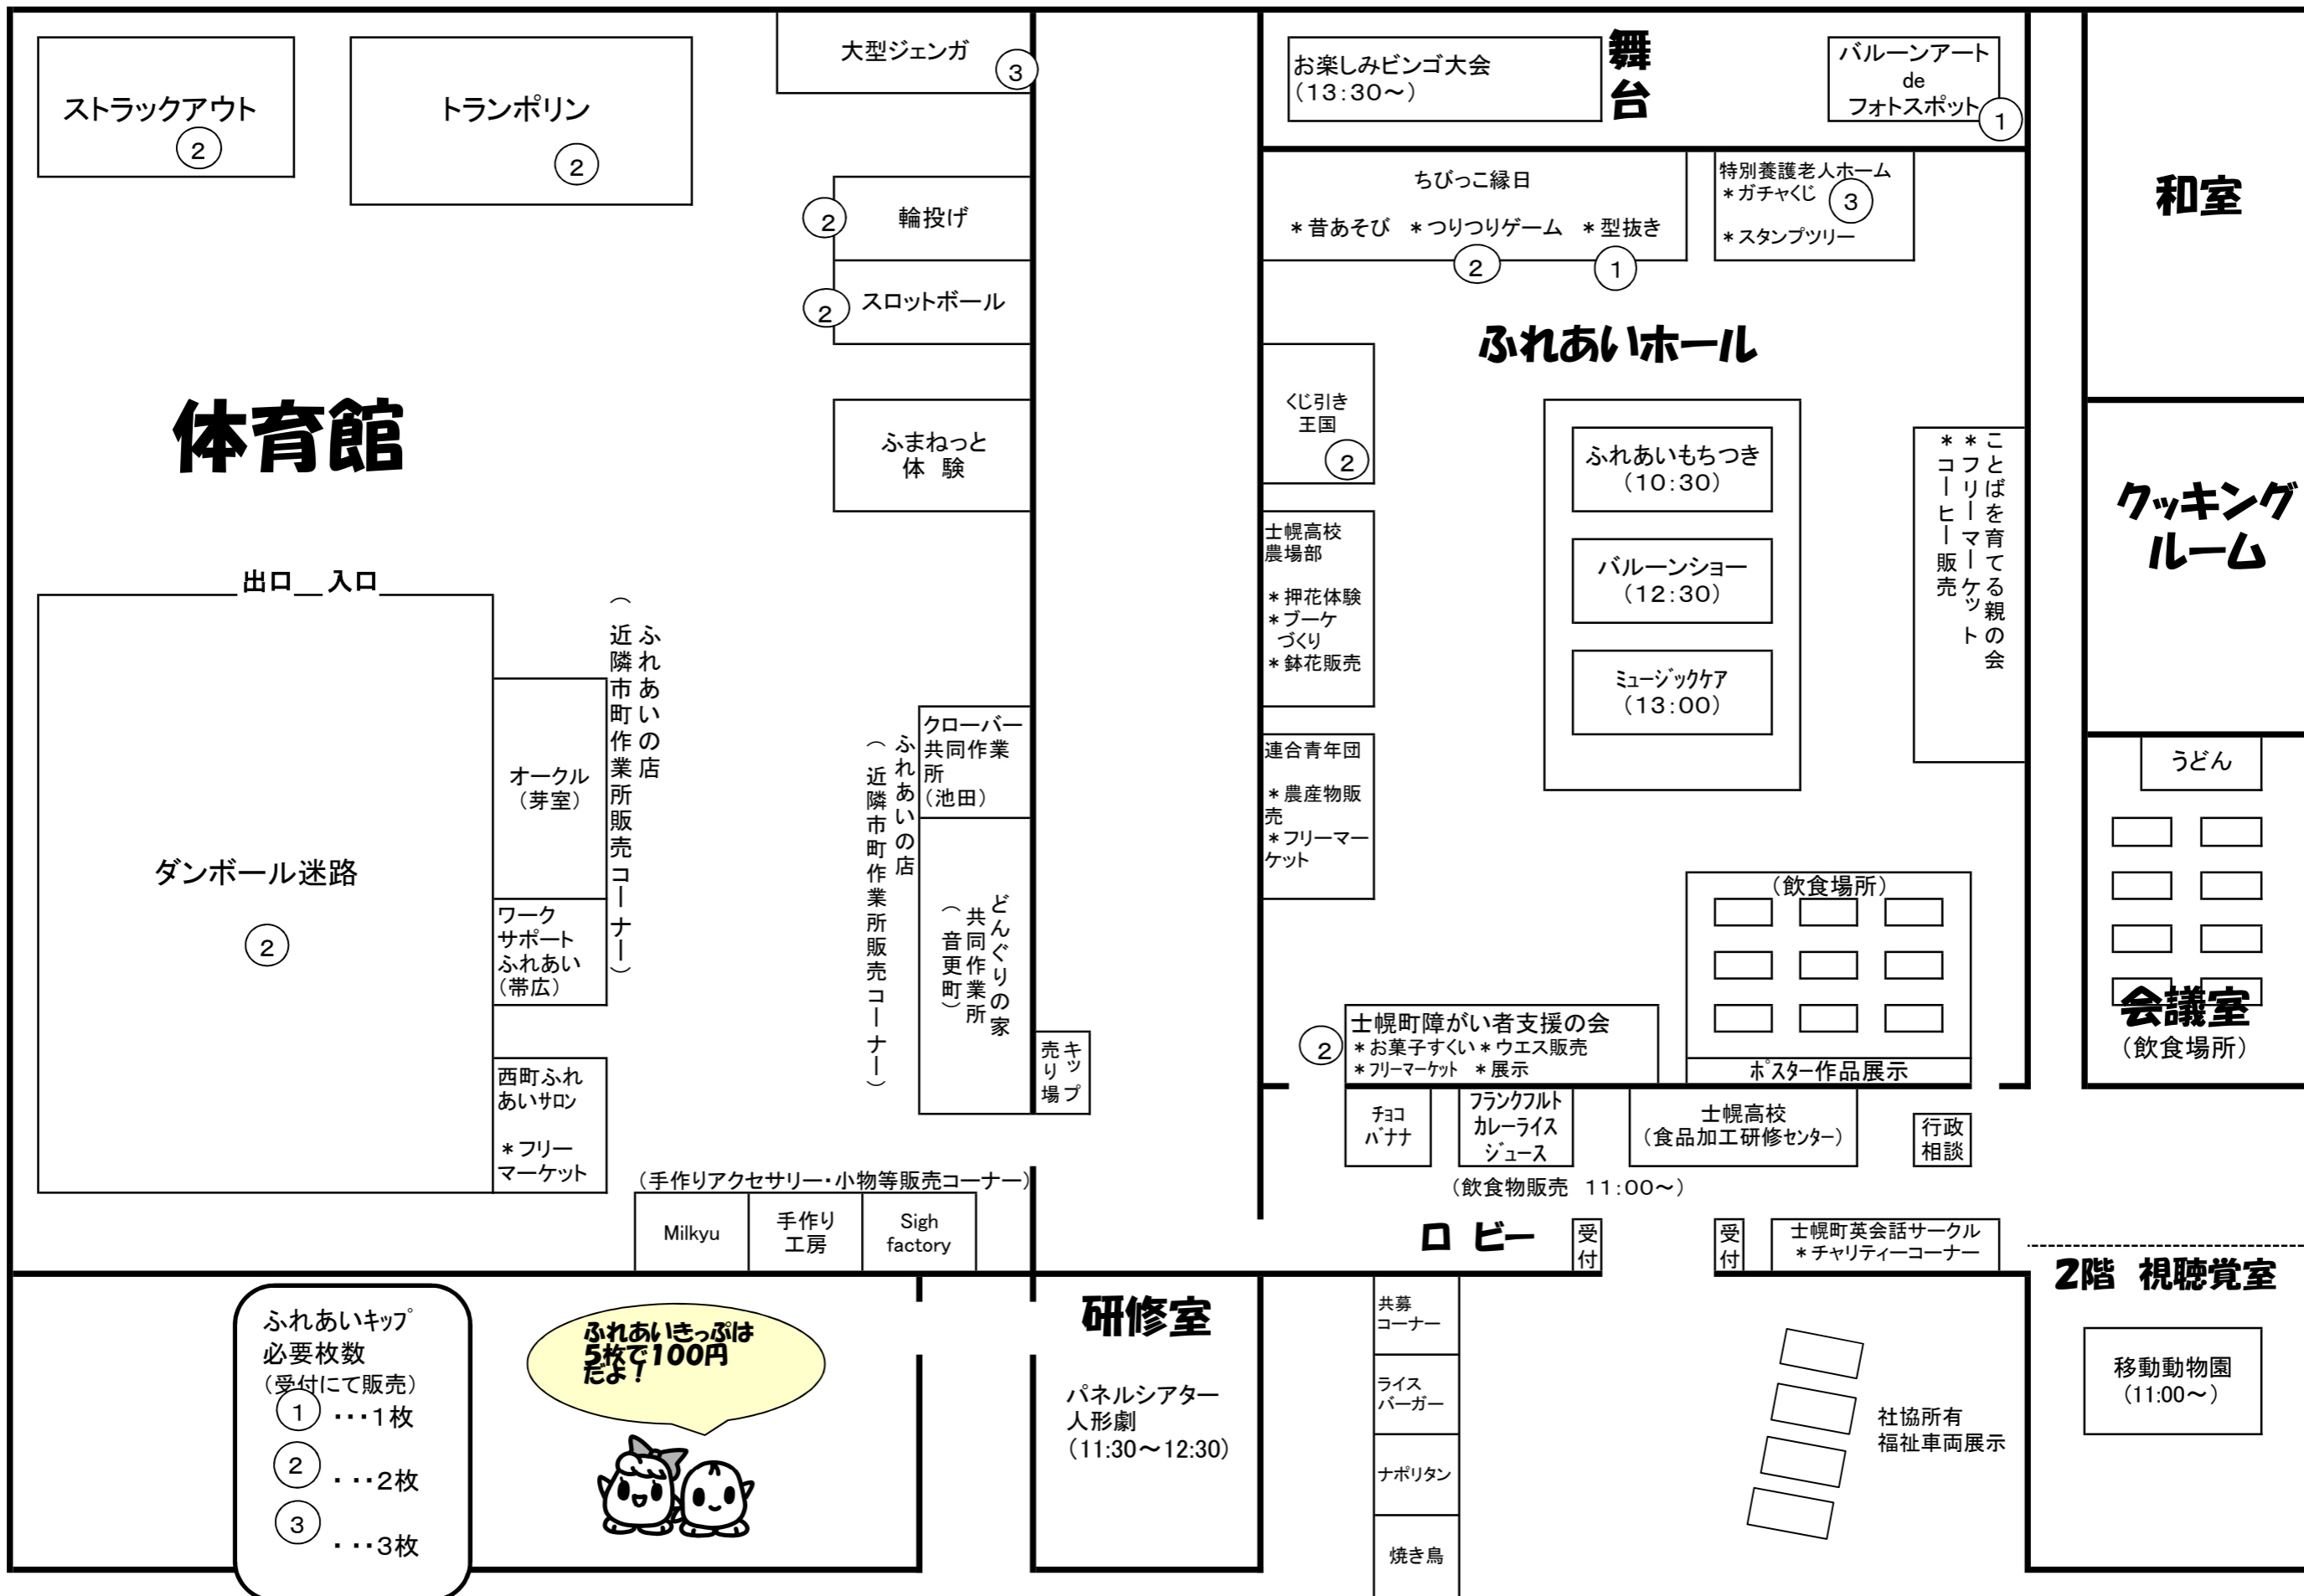 大型ジェンガ
3
ストラックアウト
2
トランポリン
2
輪投げ
2
スロットボール
2
体育館
ふまねっと
体 験
出口
入口
ダンボール迷路
2
ふれあいの店
（近隣市町作業所販売コーナー）
オークル
（芽室）
ワーク
サポート
ふれあい
（帯広）
西町ふれ
あいサロン
＊フリー
マーケット
ふれあいの店
（近隣市町作業所販売コーナー）
クローバー
共同作業
所
（池田）
どんぐりの家
共同作業所
（音更町）
キップ
売り場
（手作りアクセサリー・小物等販売コーナー）
Milkyu
手作り
工房
Sigh
factory
お楽しみビンゴ大会
（１３：３０～）
舞台
バルーンアート
de
フォトスポット
1
ちびっこ縁日
＊昔あそび ＊つりつりゲーム ＊型抜き
2
1
特別養護老人ホーム
＊ガチャくじ
3
＊スタンプツリー
ふれあいホール
くじ引き
王国
2
士幌高校
農場部
＊押花体験
＊ブーケ
づくり
＊鉢花販売
連合青年団
＊農産物販
売
＊フリーマー
ケット
ふれあいもちつき
（１０：３０）
バルーンショー
（１２：３０）
ミュージックケア
（１３：００）
ことばを育てる親の会
＊フリーマーケット
＊コーヒー販売
（飲食場所）
ポスター作品展示
士幌町障がい者支援の会
＊お菓子すくい＊ウエス販売
＊フリーマーケット ＊展示
2
チョコ
バナナ
フランクフルト
カレーライス
ジュース
士幌高校
（食品加工研修センター）
行政
相談
（飲食物販売 １１：００～）
ロ ビー
受付
受付
士幌町英会話サークル
＊チャリティーコーナー
和室
クッキング
ルーム
うどん
会議室
（飲食場所）
2階 視聴覚室
移動動物園
（11:00～）
ふれあいキップ
必要枚数
（受付にて販売）
1 ・・・１枚
2 ・・・２枚
3 ・・・３枚
ふれあいきっぷは
5枚で100円
だよ！
研修室
パネルシアター
人形劇
（11:30～12:30）
共募
コーナー
ライス
バーガー
ナポリタン
焼き鳥
社協所有
福祉車両展示